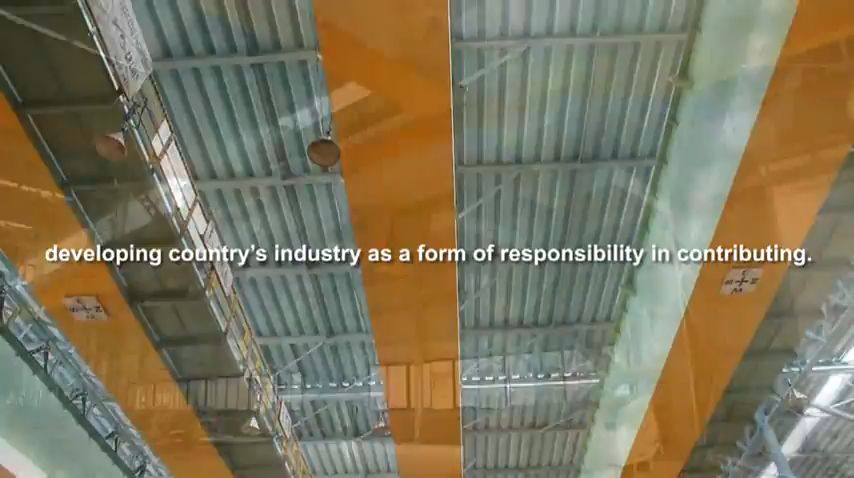 developing country's industry as a form of responsibility in contributing.